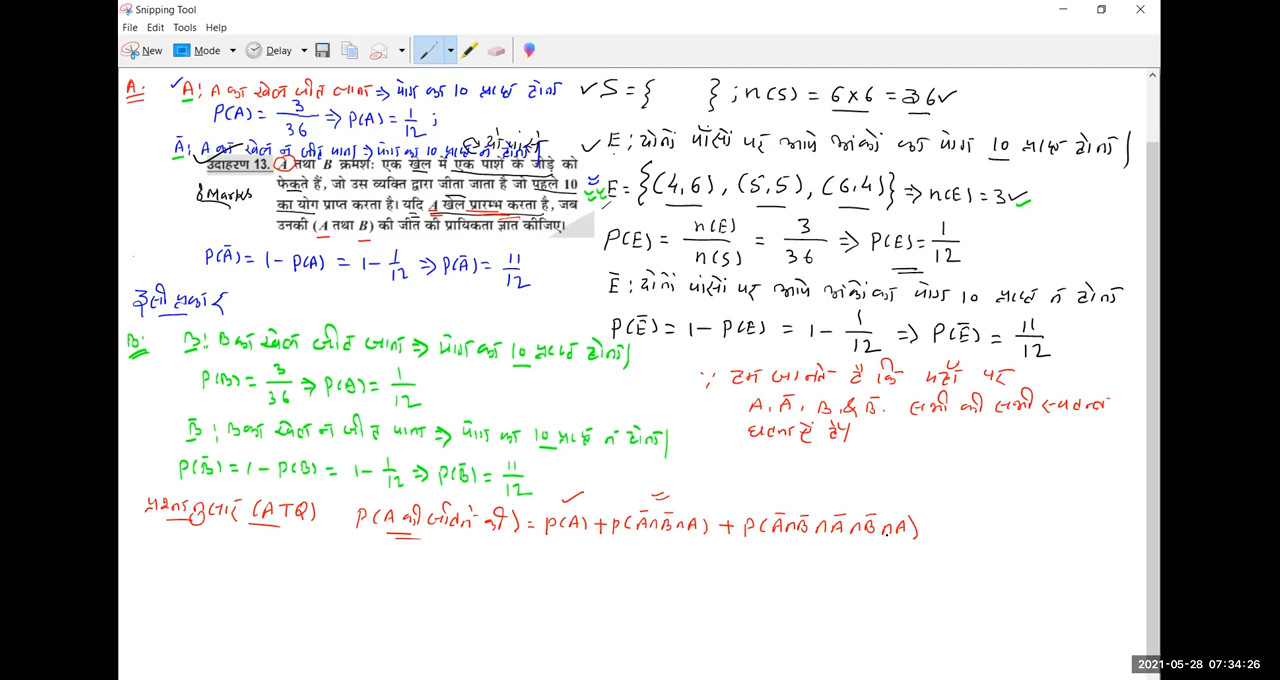 Snipping Tool
File Edit Tools Help
New Mode Delay
A: A: A का खेल जीत जाना ⇒ योग का 10 प्राप्त होना
P(A) = 3/36 ⇒ P(A) = 1/12 ;
Ā: A का खेल न जीत पाना ⇒ योग का 10 प्राप्त न होना
उदाहरण 13. A तथा B क्रमशः एक खेल में एक पाशे के जोड़े को
फेकते हैं, जो उस व्यक्ति द्वारा जीता जाता है जो पहले 10
का योग प्राप्त करता है। यदि A खेल प्रारम्भ करता है, जब
उनकी (A तथा B) की जीत की प्रायिकता ज्ञात कीजिए।
8 Marks
P(Ā) = 1 - P(A) = 1 - 1/12 ⇒ P(Ā) = 11/12
इसी प्रकार
B: B: B का खेल जीत जाना ⇒ योग का 10 प्राप्त होना|
P(B) = 3/36 ⇒ P(B) = 1/12
B̄: B का खेल न जीत पाना ⇒ योग का 10 प्राप्त न होना|
P(B̄) = 1 - P(B) = 1 - 1/12 ⇒ P(B̄) = 11/12
S = { } ; n(S) = 6×6 = 36
E: दोनों पाँसों पर आये अंकों का योग 10 प्राप्त होना|
E = {(4,6), (5,5), (6,4)} ⇒ n(E) = 3
P(E) = n(E)/n(S) = 3/36 ⇒ P(E) = 1/12
Ē: दोनों पांसों पर आये अंकों का योग 10 प्राप्त न होना
P(Ē) = 1 - P(E) = 1 - 1/12 ⇒ P(Ē) = 11/12
∵ हम जानते है कि यहाँ पर
A, Ā, B, & B̄. सभी की सभी स्वतन्त्र
घटनाएं है|
प्रश्नानुसार (ATQ) P(A की जीतने की) = P(A) + P(Ā∩B̄∩A) + P(Ā∩B̄∩Ā∩B̄∩A)
2021-05-28 07:34:26